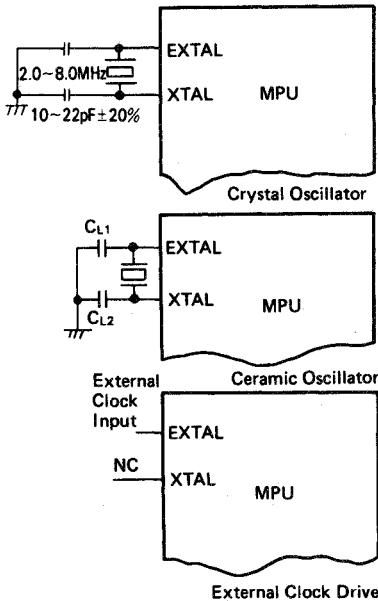 EXTAL
2.0~8.0MHz
XTAL
MPU
10~22pF±20%
Crystal Oscillator
CL1
EXTAL
XTAL
MPU
CL2
Ceramic Oscillator
External
Clock
Input
EXTAL
NC
XTAL
MPU
External Clock Drive